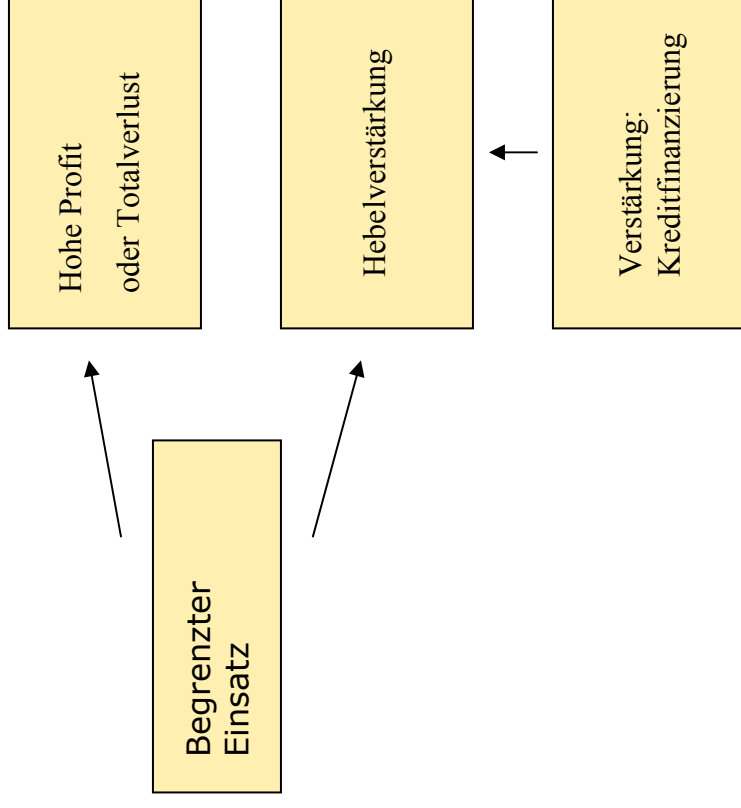 Begrenzter
Einsatz
Hohe Profit
oder Totalverlust
Hebelverstärkung
Verstärkung:
Kreditfinanzierung